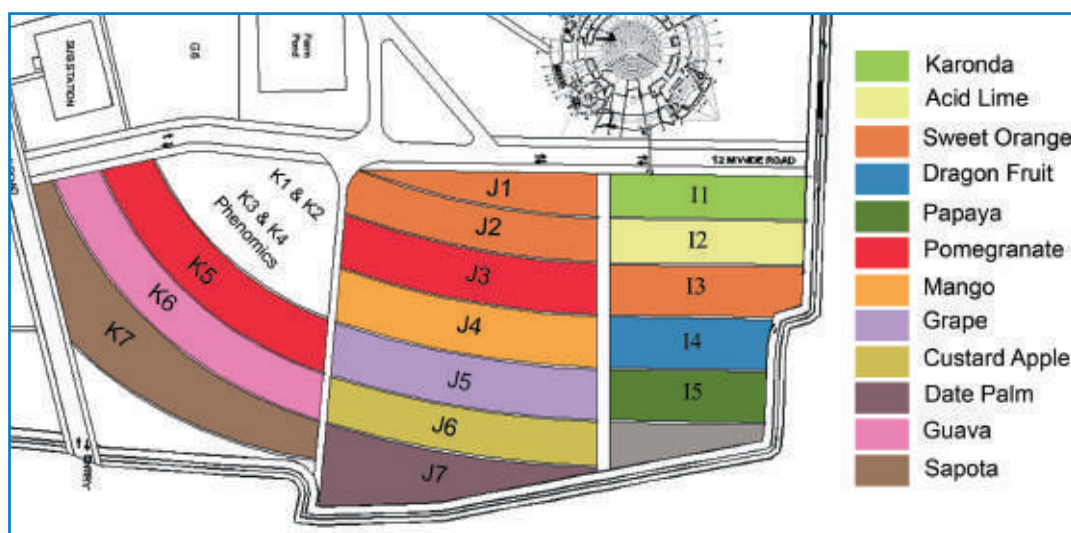 SUB STATION
G6
Farm
Pond
12 M WIDE ROAD
K1 & K2
K3 & K4
Phenomics
K5
K6
K7
J1
J2
J3
J4
J5
J6
J7
I1
I2
I3
I4
I5
ENTRY
Karonda
Acid Lime
Sweet Orange
Dragon Fruit
Papaya
Pomegranate
Mango
Grape
Custard Apple
Date Palm
Guava
Sapota